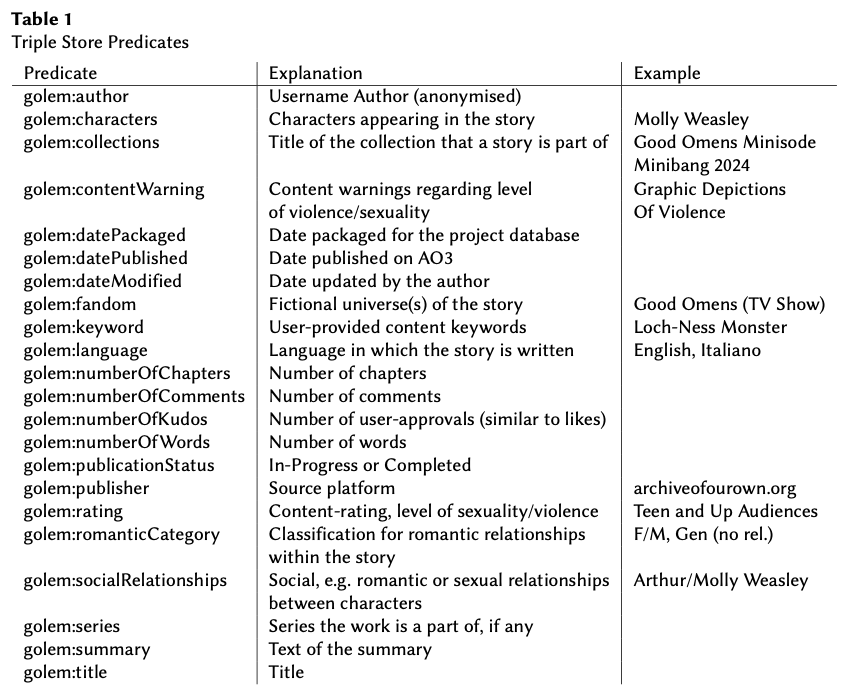 Table 1
Triple Store Predicates
Predicate Explanation Example
golem:author Username Author (anonymised)
golem:characters Characters appearing in the story Molly Weasley
golem:collections Title of the collection that a story is part of Good Omens Minisode
Minibang 2024
golem:contentWarning Content warnings regarding level Graphic Depictions
of violence/sexuality Of Violence
golem:datePackaged Date packaged for the project database
golem:datePublished Date published on AO3
golem:dateModified Date updated by the author
golem:fandom Fictional universe(s) of the story Good Omens (TV Show)
golem:keyword User-provided content keywords Loch-Ness Monster
golem:language Language in which the story is written English, Italiano
golem:numberOfChapters Number of chapters
golem:numberOfComments Number of comments
golem:numberOfKudos Number of user-approvals (similar to likes)
golem:numberOfWords Number of words
golem:publicationStatus In-Progress or Completed
golem:publisher Source platform archiveofourown.org
golem:rating Content-rating, level of sexuality/violence Teen and Up Audiences
golem:romanticCategory Classification for romantic relationships F/M, Gen (no rel.)
within the story
golem:socialRelationships Social, e.g. romantic or sexual relationships Arthur/Molly Weasley
between characters
golem:series Series the work is a part of, if any
golem:summary Text of the summary
golem:title Title